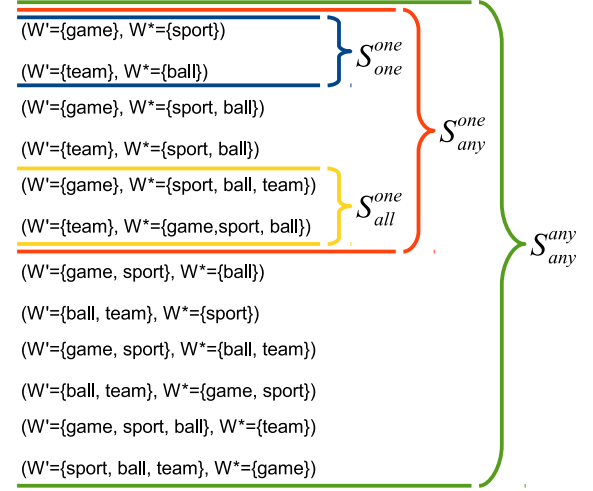 (W'={game}, W*={sport})
(W'={team}, W*={ball})
S^{one}_{one}
(W'={game}, W*={sport, ball})
(W'={team}, W*={sport, ball})
S^{one}_{any}
(W'={game}, W*={sport, ball, team})
(W'={team}, W*={game,sport, ball})
S^{one}_{all}
S^{any}_{any}
(W'={game, sport}, W*={ball})
(W'={ball, team}, W*={sport})
(W'={game, sport}, W*={ball, team})
(W'={ball, team}, W*={game, sport})
(W'={game, sport, ball}, W*={team})
(W'={sport, ball, team}, W*={game})